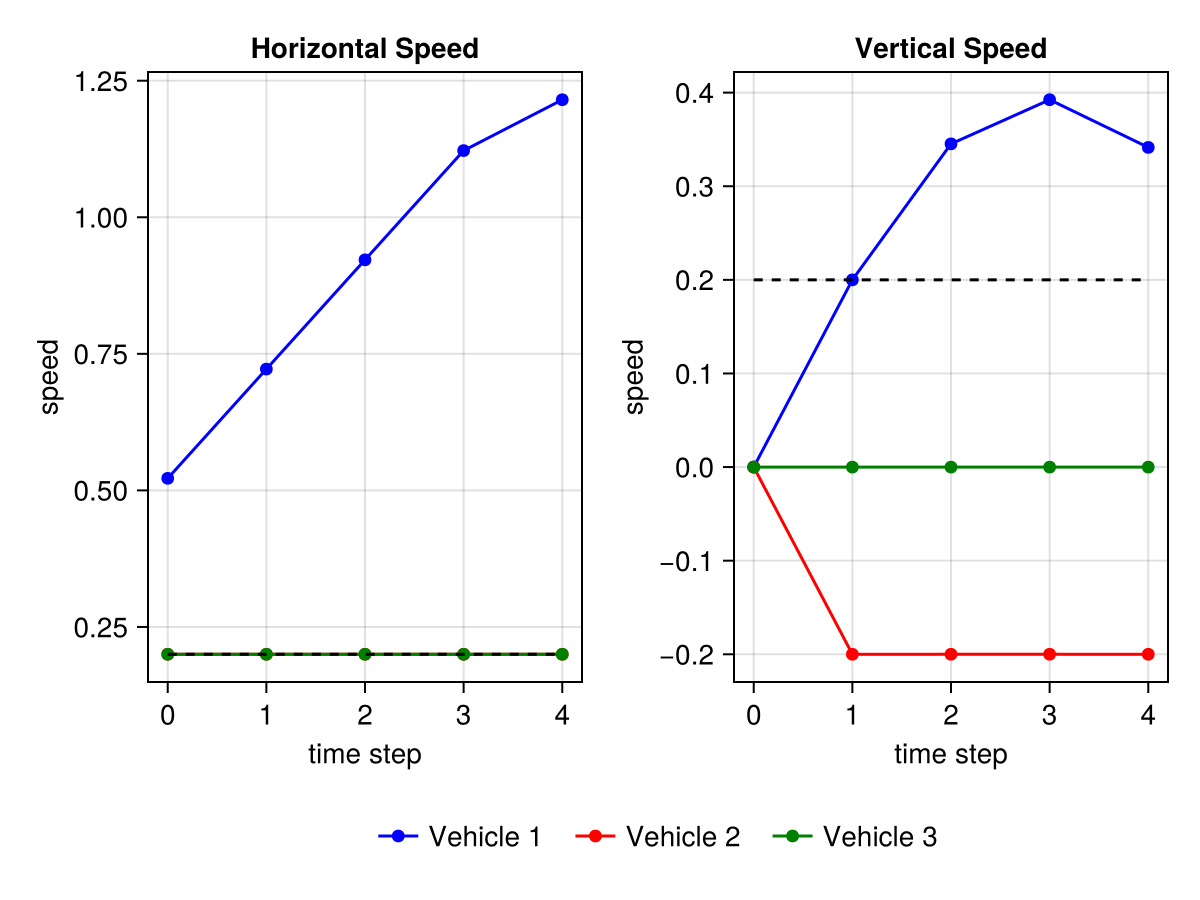 Horizontal Speed
1.25
1.00
0.75
0.50
0.25
speed
0 1 2 3 4
time step
Vertical Speed
0.4
0.3
0.2
0.1
0.0
−0.1
−0.2
speed
0 1 2 3 4
time step
Vehicle 1 Vehicle 2 Vehicle 3